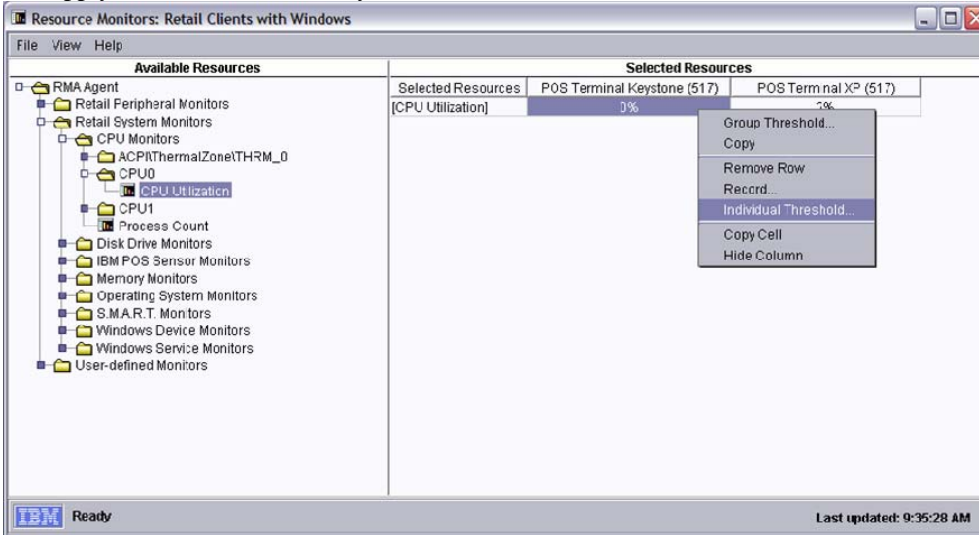 Resource Monitors: Retail Clients with Windows
File View Help
Available Resources
Selected Resources
RMA Agent
Retail Peripheral Monitors
Retail System Monitors
CPU Monitors
ACPI\ThermalZone\THRM_0
CPU0
CPU Utilization
CPU1
Process Count
Disk Drive Monitors
IBM POS Sensor Monitors
Memory Monitors
Operating System Monitors
S.M.A.R.T. Monitors
Windows Device Monitors
Windows Service Monitors
User-defined Monitors
Selected Resources POS Terminal Keystone (517) POS Terminal XP (517)
[CPU Utilization] 0%
Group Threshold...
Copy
Remove Row
Record...
Individual Threshold...
Copy Cell
Hide Column
IBM Ready Last updated: 9:35:28 AM